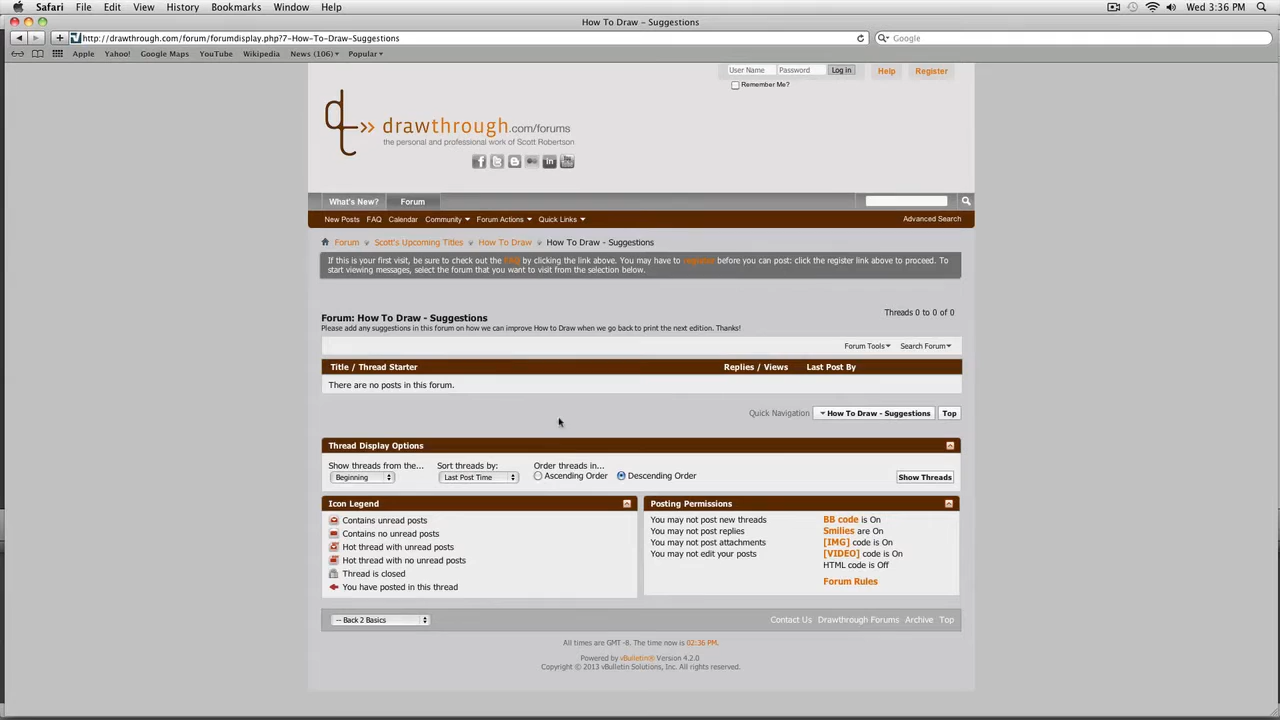 Safari File Edit View History Bookmarks Window Help Wed 3:36 PM
How To Draw – Suggestions
http://drawthrough.com/forum/forumdisplay.php?7-How-To-Draw-Suggestions Google
Apple Yahoo! Google Maps YouTube Wikipedia News (106) Popular
User Name Password Log in Help Register
Remember Me?
dt» drawthrough.com/forums
the personal and professional work of Scott Robertson
What's New? Forum
New Posts FAQ Calendar Community Forum Actions Quick Links Advanced Search
Forum Scott's Upcoming Titles How To Draw How To Draw - Suggestions
If this is your first visit, be sure to check out the FAQ by clicking the link above. You may have to register before you can post: click the register link above to proceed. To
start viewing messages, select the forum that you want to visit from the selection below.
Threads 0 to 0 of 0
Forum: How To Draw - Suggestions
Please add any suggestions in this forum on how we can improve How to Draw when we go back to print the next edition. Thanks!
Forum Tools Search Forum
Title / Thread Starter Replies / Views Last Post By
There are no posts in this forum.
Quick Navigation How To Draw - Suggestions Top
Thread Display Options
Show threads from the... Sort threads by: Order threads in...
Beginning Last Post Time Ascending Order Descending Order Show Threads
Icon Legend
Contains unread posts
Contains no unread posts
Hot thread with unread posts
Hot thread with no unread posts
Thread is closed
You have posted in this thread
Posting Permissions
You may not post new threads
You may not post replies
You may not post attachments
You may not edit your posts
BB code is On
Smilies are On
[IMG] code is On
[VIDEO] code is On
HTML code is Off
Forum Rules
-- Back 2 Basics Contact Us Drawthrough Forums Archive Top
All times are GMT -8. The time now is 02:36 PM.
Powered by vBulletin® Version 4.2.0
Copyright © 2013 vBulletin Solutions, Inc. All rights reserved.